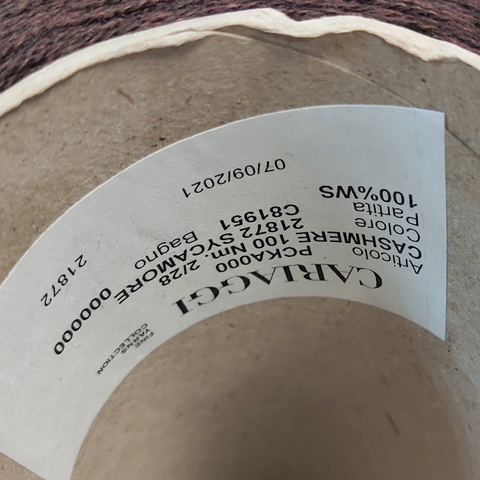 CARIAGGI
FINE
YARNS
COLLECTION
Articolo PCKA000 2/28
CASHMERE 100 Nm.
Colore 21872 SYCAMORE 000000
Partita C81951 Bagno
100%WS
07/09/2021 21872